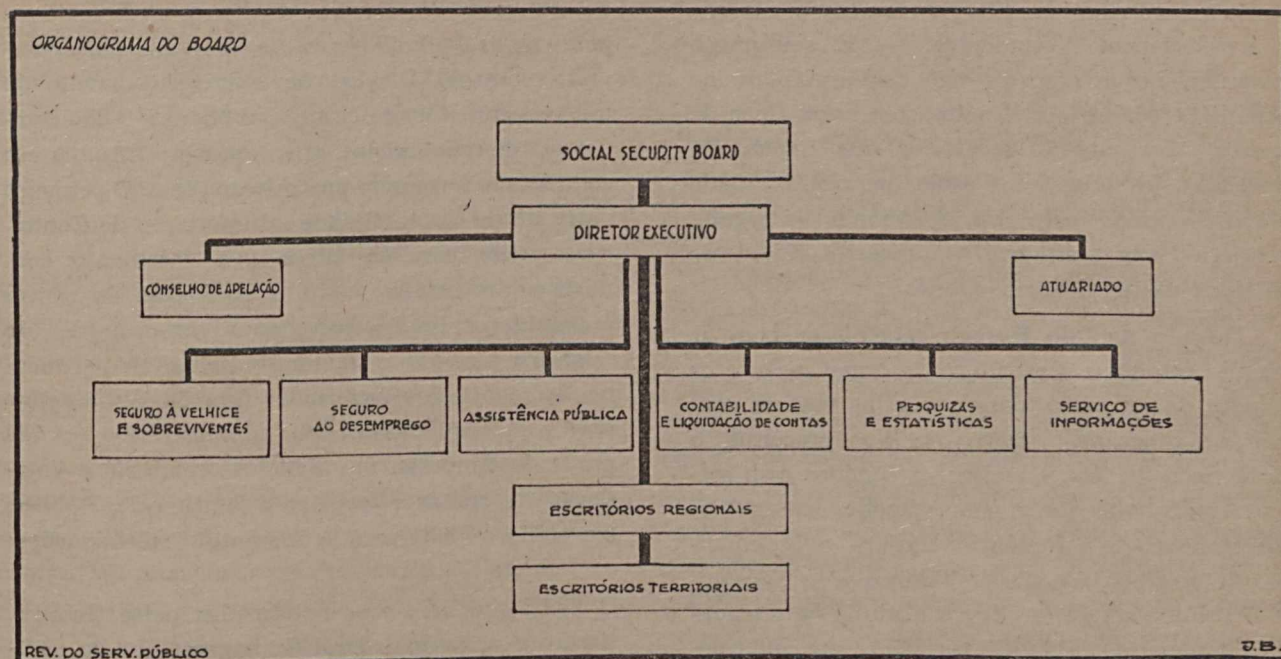 ORGANOGRAMA DO BOARD
SOCIAL SECURITY BOARD
DIRETOR EXECUTIVO
CONSELHO DE APELAÇÃO
ATUARIADO
SEGURO À VELHICE
E SOBREVIVENTES
SEGURO
AO DESEMPREGO
ASSISTÊNCIA PÚBLICA
CONTABILIDADE
E LIQUIDAÇÃO DE CONTAS
PESQUIZAS
E ESTATÍSTICAS
SERVIÇO DE
INFORMAÇÕES
ESCRITÓRIOS REGIONAIS
ESCRITÓRIOS TERRITORIAIS
REV. DO SERV. PÚBLICO
J.B.